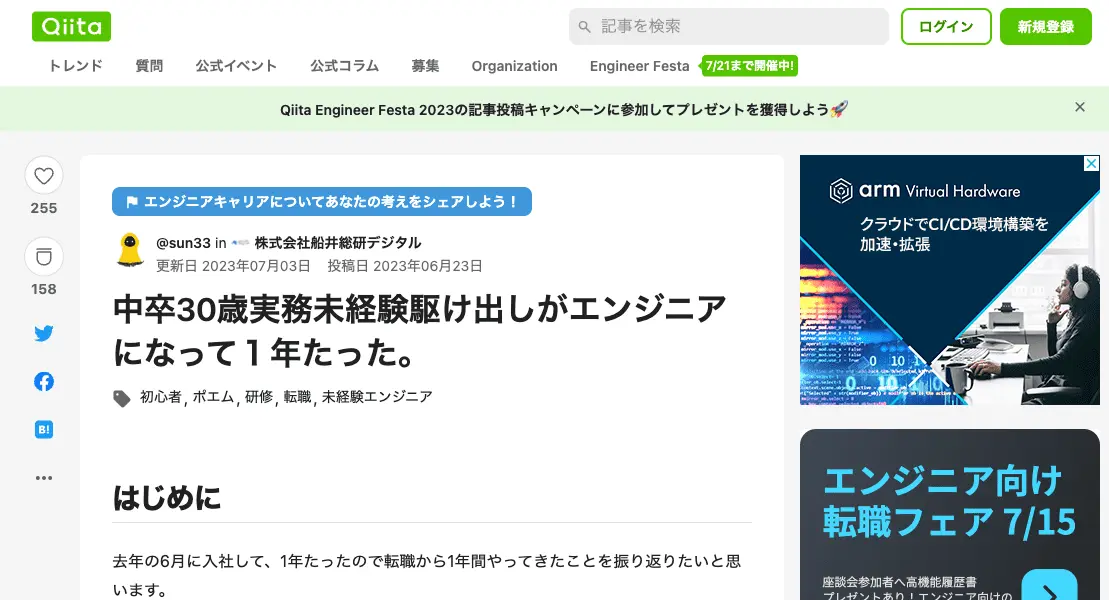 Qiita
記事を検索
ログイン
新規登録
トレンド 質問 公式イベント 公式コラム 募集 Organization Engineer Festa 7/21まで開催中!
Qiita Engineer Festa 2023の記事投稿キャンペーンに参加してプレゼントを獲得しよう🚀
255
158
B!
エンジニアキャリアについてあなたの考えをシェアしよう！
@sun33 in 株式会社船井総研デジタル
更新日 2023年07月03日 投稿日 2023年06月23日
中卒30歳実務未経験駆け出しがエンジニア
になって１年たった。
初心者, ポエム, 研修, 転職, 未経験エンジニア
はじめに
去年の6月に入社して、1年たったので転職から1年間やってきたことを振り返りたいと思
います。
arm Virtual Hardware
クラウドでCI/CD環境構築を
加速・拡張
エンジニア向け
転職フェア 7/15
座談会参加者へ高機能履歴書
プレゼントあり！エンジニア向けの